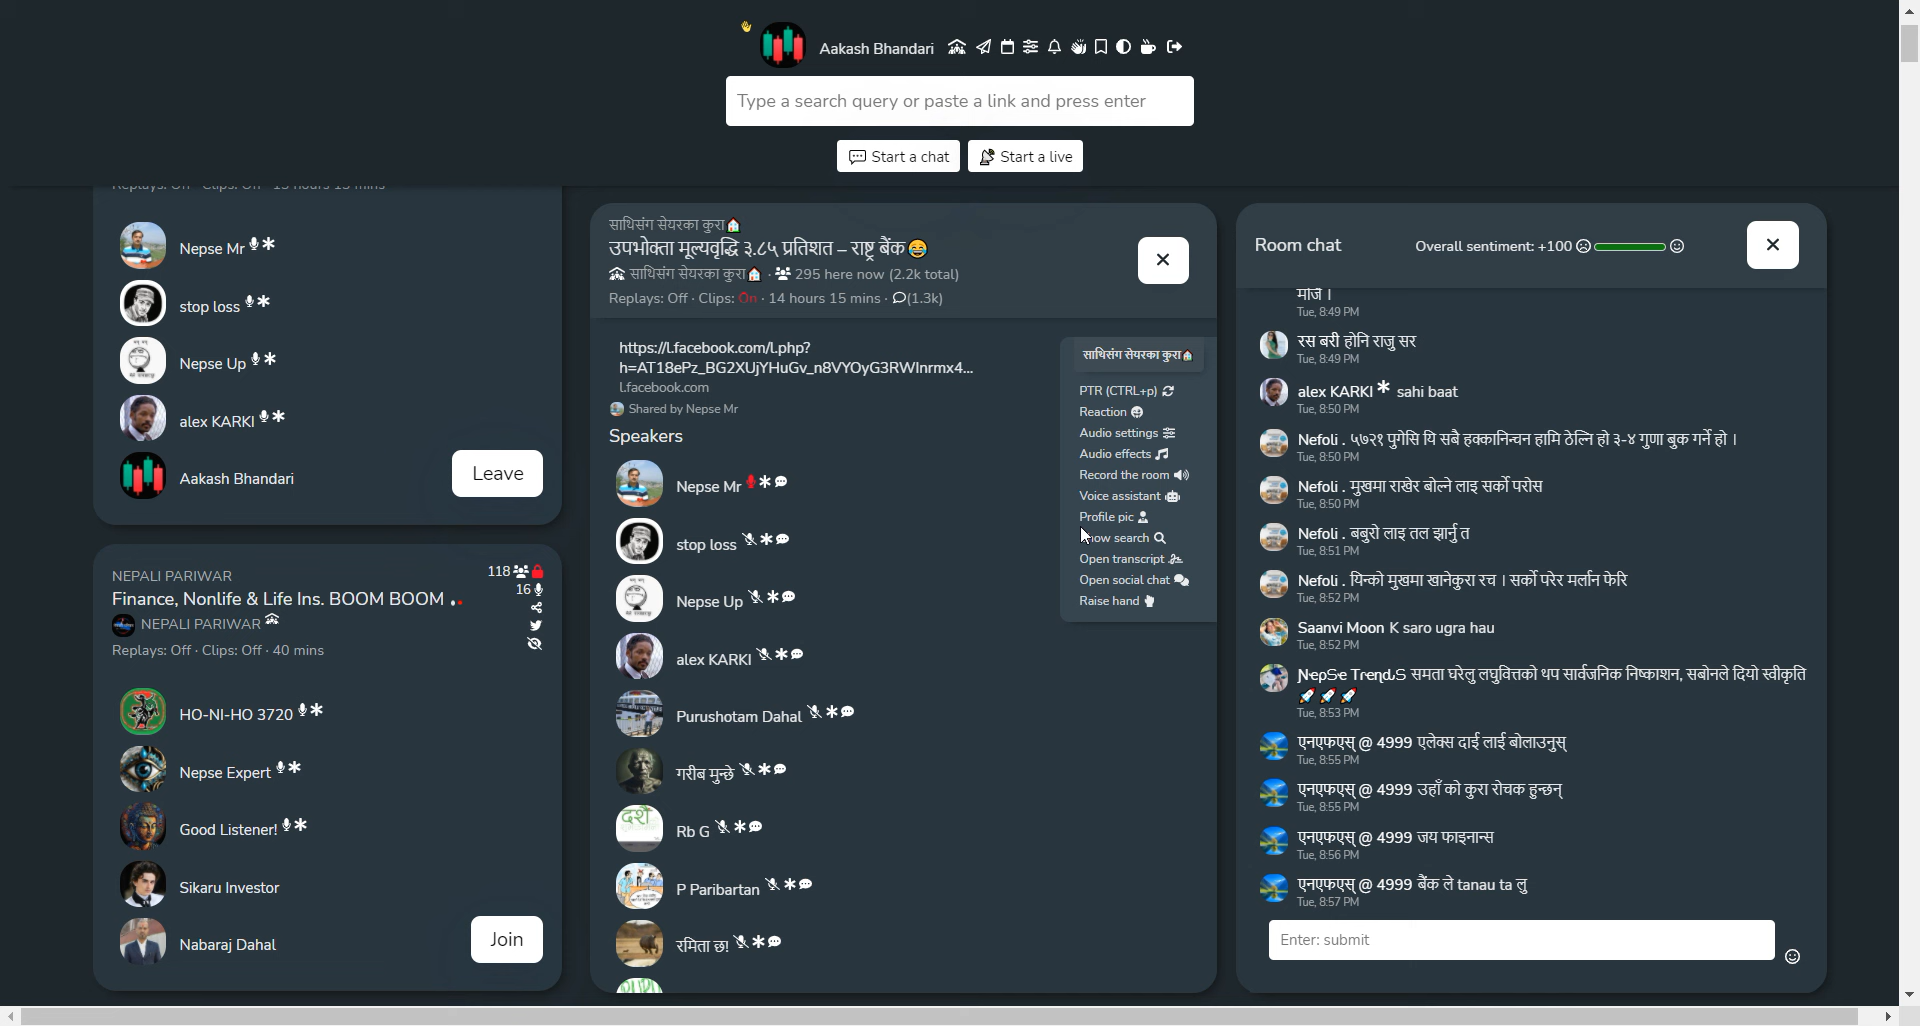 Aakash Bhandari
Type a search query or paste a link and press enter
Start a chat
Start a live
Replays: Off · Clips: Off · 15 hours 15 mins
Nepse Mr
stop loss
Nepse Up
alex KARKI
Aakash Bhandari
Leave
NEPALI PARIWAR
118
Finance, Nonlife & Life Ins. BOOM BOOM
16
NEPALI PARIWAR
Replays: Off · Clips: Off · 40 mins
HO-NI-HO 3720
Nepse Expert
Good Listener!
Sikaru Investor
Nabaraj Dahal
Join
साथिसंग सेयरका कुरा
उपभोक्ता मूल्यवृद्धि ३.८५ प्रतिशत – राष्ट्र बैंक
साथिसंग सेयरका कुरा · 295 here now (2.2k total)
Replays: Off · Clips: On · 14 hours 15 mins · (1.3k)
https://l.facebook.com/l.php?
h=AT18ePz_BG2XUjYHuGv_n8VYOyG3RWInrmx4...
l.facebook.com
Shared by Nepse Mr
Speakers
Nepse Mr
stop loss
Nepse Up
alex KARKI
Purushotam Dahal
गरीब मुन्छे
Rb G
P Paribartan
रमिता छ!
साथिसंग सेयरका कुरा
PTR (CTRL+p)
Reaction
Audio settings
Audio effects
Record the room
Voice assistant
Profile pic
how search
Open transcript
Open social chat
Raise hand
Room chat
Overall sentiment: +100
Tue, 8:49 PM
रस बरी होनि राजु सर
Tue, 8:49 PM
alex KARKI * sahi baat
Tue, 8:50 PM
Nefoli . ५७२१ पुगेसि यि सबै हक्कानिन्चन हामि ठेल्नि हो ३-४ गुणा बुक गर्ने हो ।
Tue, 8:50 PM
Nefoli . मुखमा राखेर बोल्ने लाइ सर्को परोस
Tue, 8:50 PM
Nefoli . बबुरो लाइ तल झार्नु त
Tue, 8:51 PM
Nefoli . यिन्को मुखमा खानेकुरा रच । सर्को परेर मर्लान फेरि
Tue, 8:52 PM
Saanvi Moon K saro ugra hau
Tue, 8:52 PM
NepSe TrendS समता घरेलु लघुवित्तको थप सार्वजनिक निष्काशन, सबोनले दियो स्वीकृति
Tue, 8:53 PM
एनएफएस् @ 4999 एलेक्स दाई लाई बोलाउनुस्
Tue, 8:55 PM
एनएफएस् @ 4999 उहाँ को कुरा रोचक हुन्छन्
Tue, 8:55 PM
एनएफएस् @ 4999 जय फाइनान्स
Tue, 8:56 PM
एनएफएस् @ 4999 बैंक ले tanau ta लु
Tue, 8:57 PM
Enter: submit